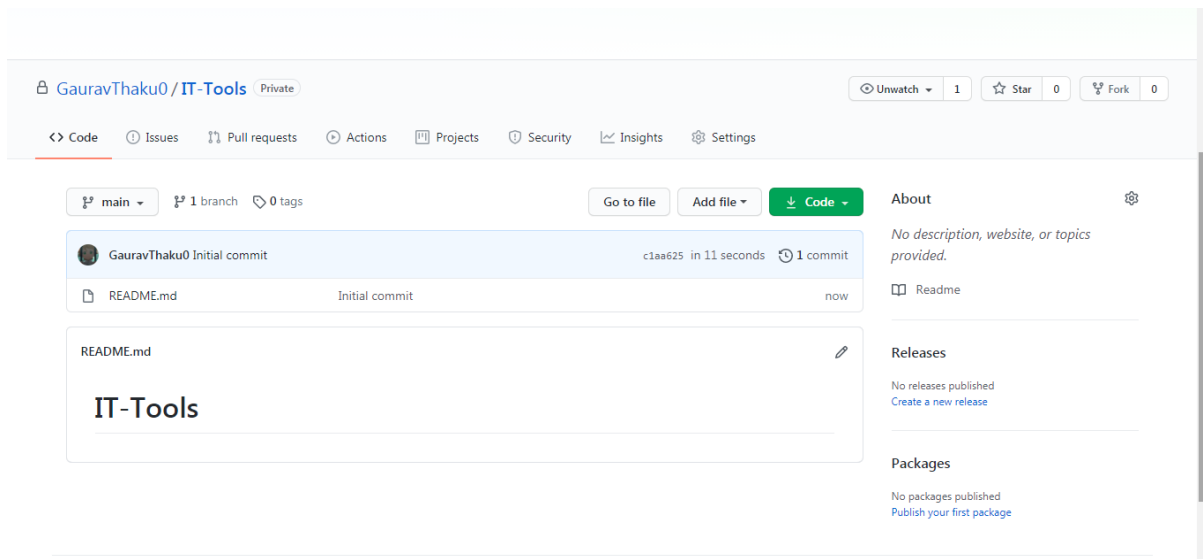 GauravThaku0 / IT-Tools Private
Unwatch 1 Star 0 Fork 0
<> Code Issues Pull requests Actions Projects Security Insights Settings
main 1 branch 0 tags Go to file Add file Code
GauravThaku0 Initial commit c1aa625 in 11 seconds 1 commit
README.md Initial commit now
README.md
IT-Tools
About
No description, website, or topics
provided.
Readme
Releases
No releases published
Create a new release
Packages
No packages published
Publish your first package